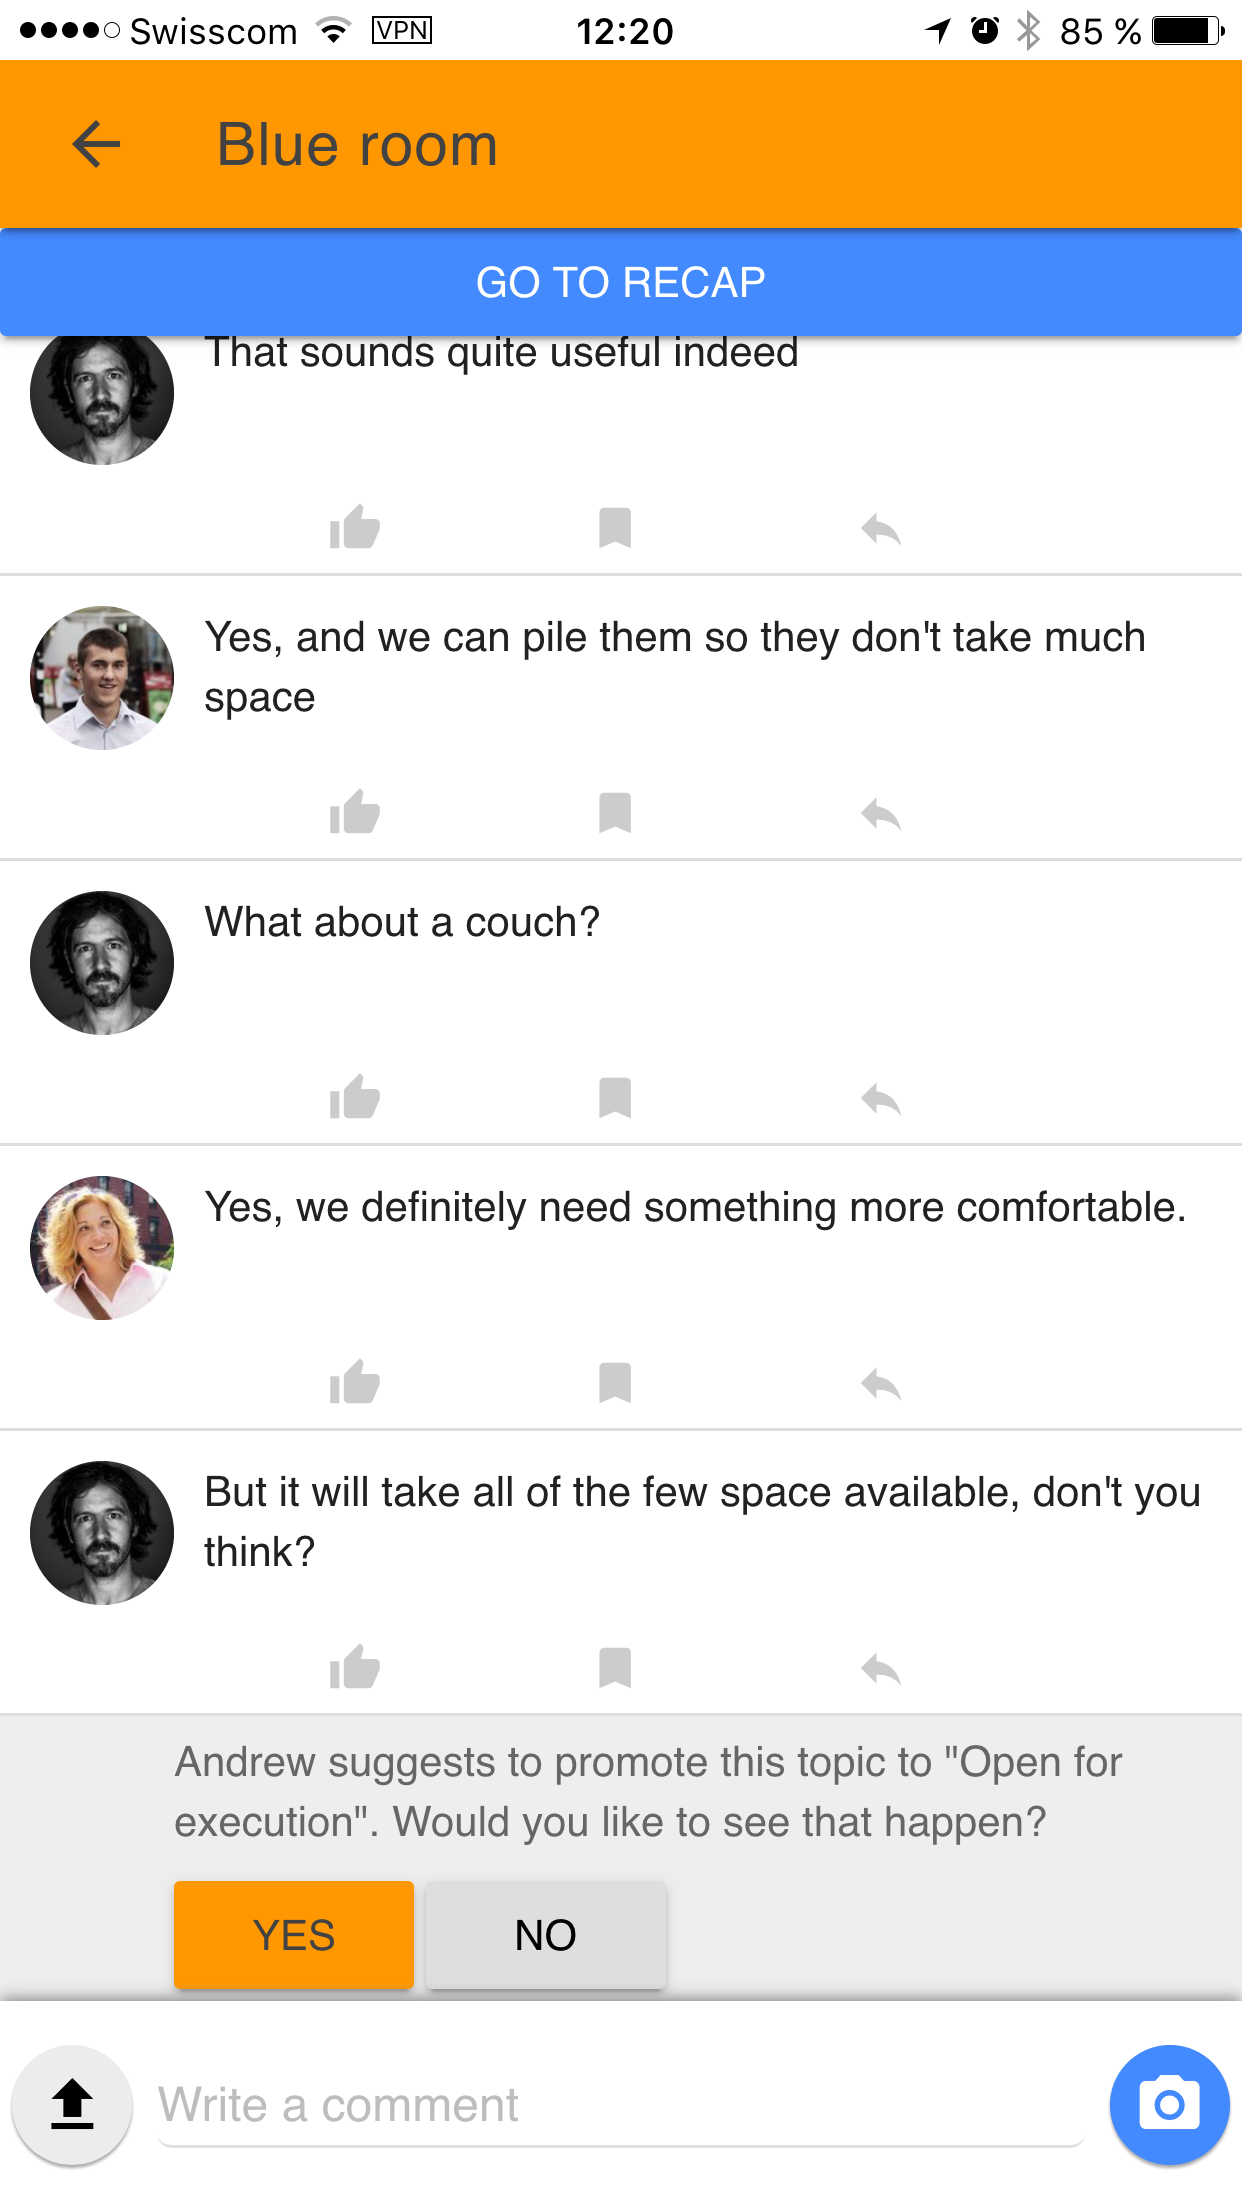 Swisscom VPN 12:20 85 %
Blue room
GO TO RECAP
That sounds quite useful indeed
Yes, and we can pile them so they don't take much
space
What about a couch?
Yes, we definitely need something more comfortable.
But it will take all of the few space available, don't you
think?
Andrew suggests to promote this topic to "Open for
execution". Would you like to see that happen?
YES NO
Write a comment